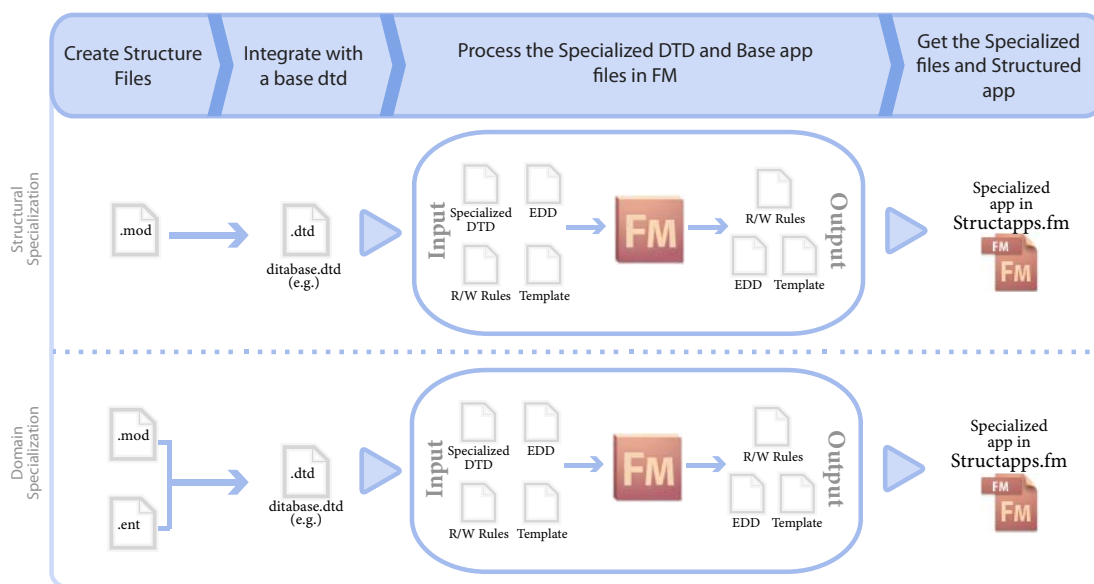 Create Structure
Files
Integrate with
a base dtd
Process the Specialized DTD and Base app
files in FM
Get the Specialized
files and Structured
app
Structural
Specialization
.mod
.dtd
ditabase.dtd
(e.g.)
Input
Specialized
DTD
EDD
R/W Rules
Template
FM
R/W Rules
EDD
Template
Output
Specialized
app in
Structapps.fm
FM
FM
Domain
Specialization
.mod
.ent
.dtd
ditabase.dtd
(e.g.)
Input
Specialized
DTD
EDD
R/W Rules
Template
FM
R/W Rules
EDD
Template
Output
Specialized
app in
Structapps.fm
FM
FM